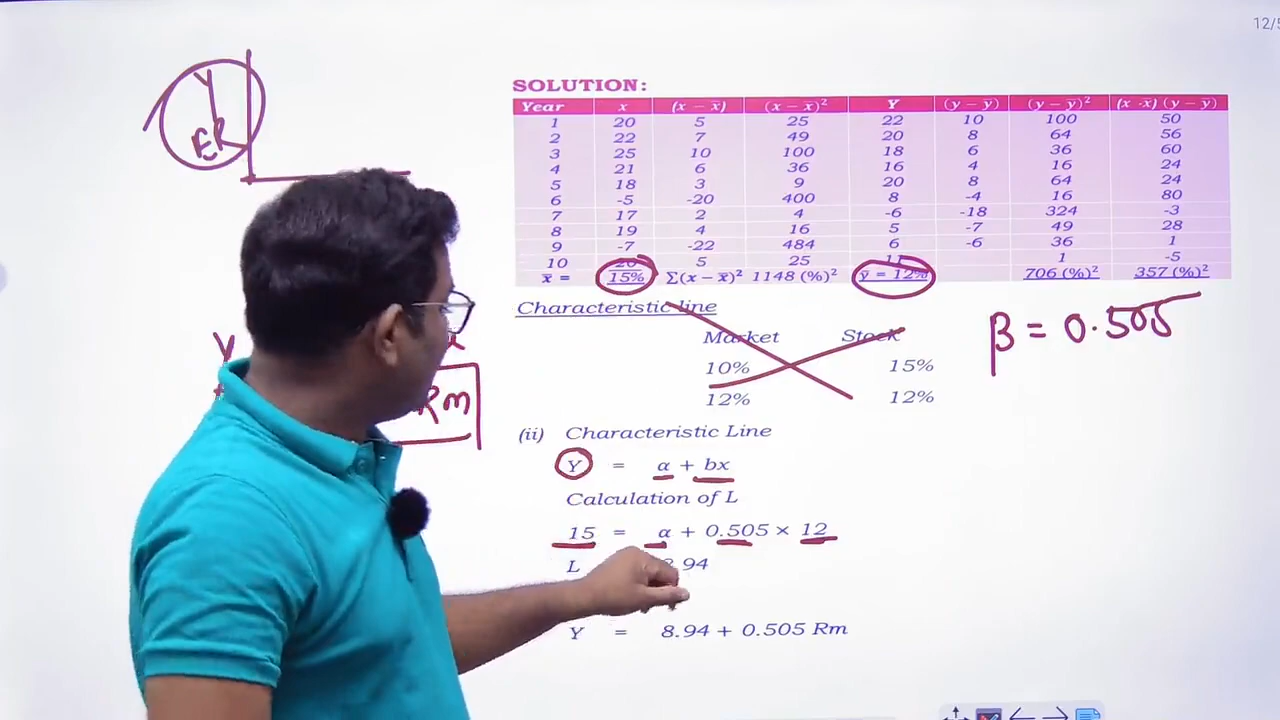 12/5
Y
ER
SOLUTION:
Year x (x − x̄) (x − x̄)² Y (y − ȳ) (y − ȳ)² (x -x̄) (y − ȳ)
1 20 5 25 22 10 100 50
2 22 7 49 20 8 64 56
3 25 10 100 18 6 36 60
4 21 6 36 16 4 16 24
5 18 3 9 20 8 64 24
6 -5 -20 400 8 -4 16 80
7 17 2 4 -6 -18 324 -3
8 19 4 16 5 -7 49 28
9 -7 -22 484 6 -6 36 1
10 20 5 25 11 1 -5
x̄ = 15% Σ(x − x̄)² 1148 (%)² ȳ = 12% 706 (%)² 357 (%)²
Characteristic line
β = 0.505
Market Stock
10% 15%
12% 12%
Y
Rm
(ii) Characteristic Line
Y = α + bx
Calculation of L
15 = α + 0.505 × 12
L 8.94
Y = 8.94 + 0.505 Rm